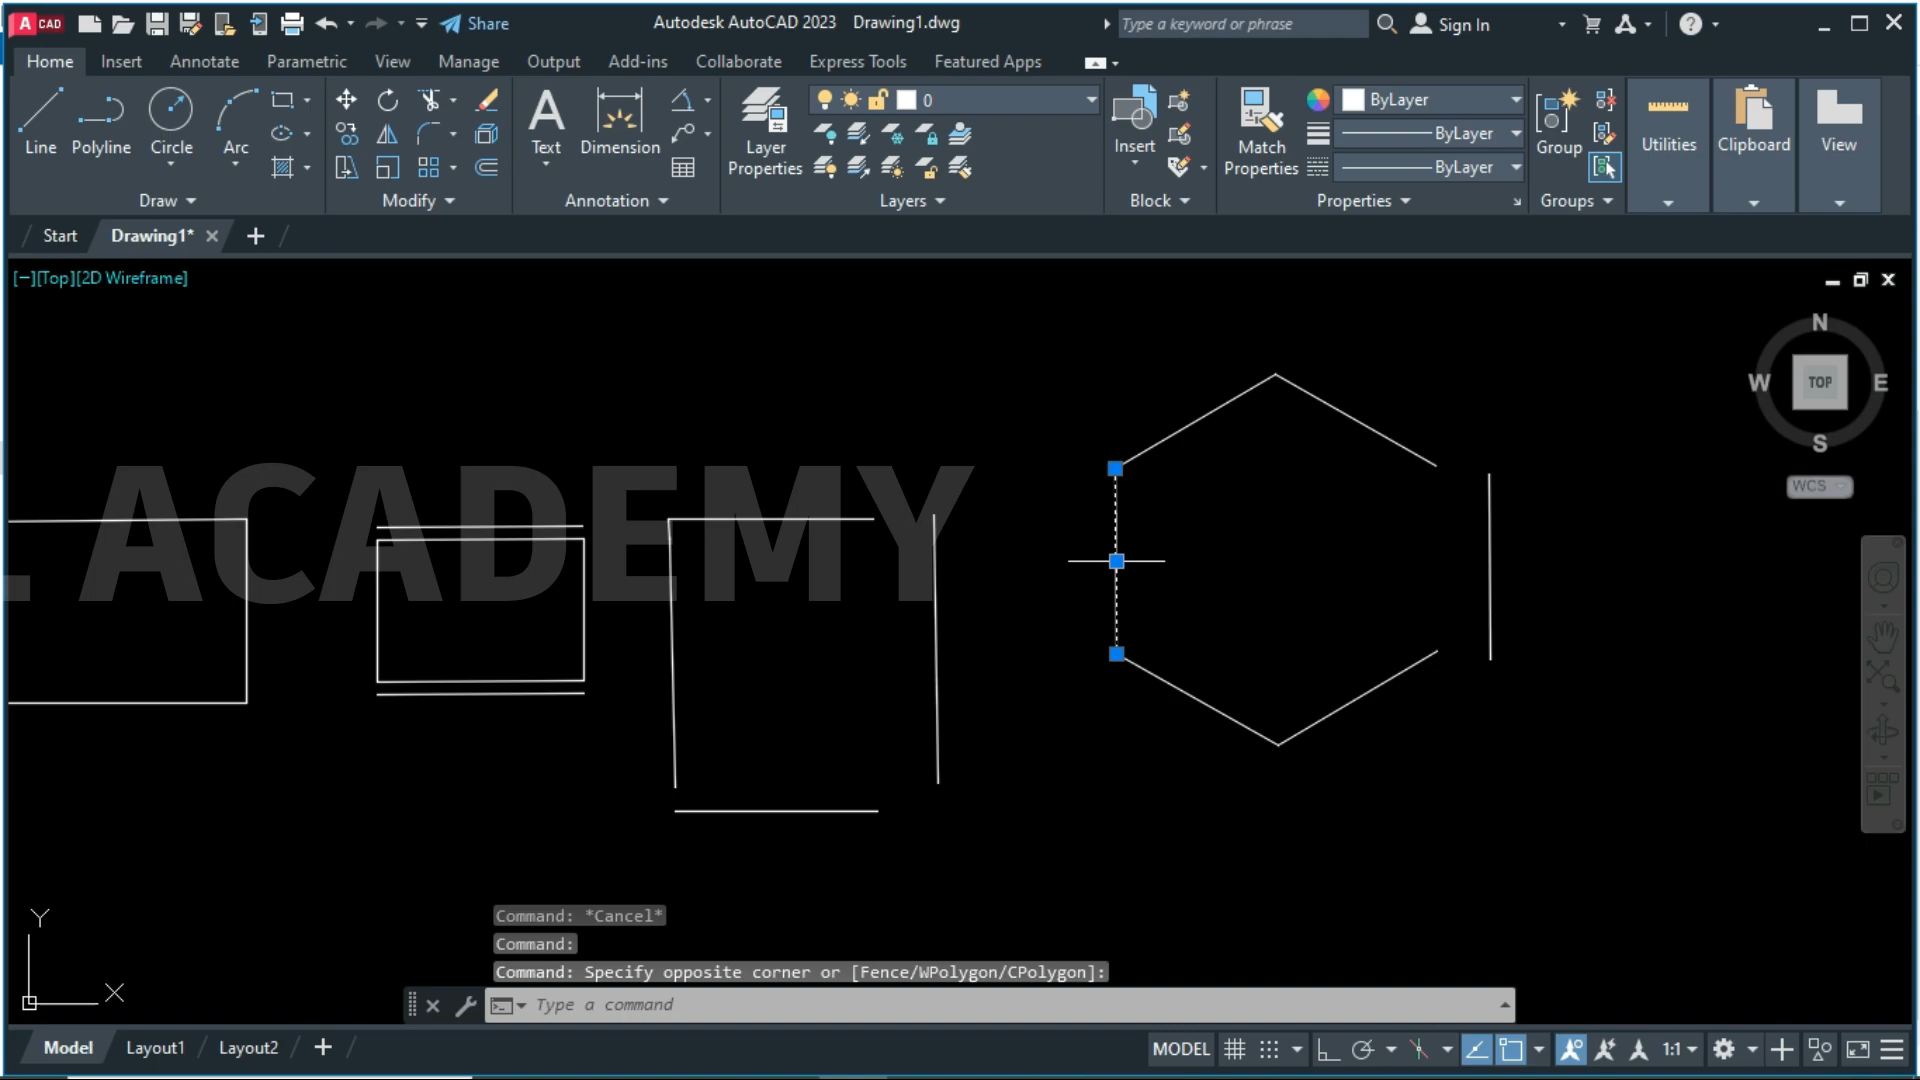 A CAD
Share
Autodesk AutoCAD 2023 Drawing1.dwg
Type a keyword or phrase
Sign In
Home Insert Annotate Parametric View Manage Output Add-ins Collaborate Express Tools Featured Apps
Line Polyline Circle Arc
Text Dimension
Layer Properties
0
Insert
Match Properties
ByLayer
ByLayer
ByLayer
Group
Utilities
Clipboard
View
Draw Modify Annotation Layers Block Properties Groups
Start Drawing1* +
[−][Top][2D Wireframe]
N
W TOP E
S
WCS
. ACADEMY
Y
X
Command: *Cancel*
Command:
Command: Specify opposite corner or [Fence/WPolygon/CPolygon]:
Type a command
Model Layout1 Layout2 +
MODEL 1:1